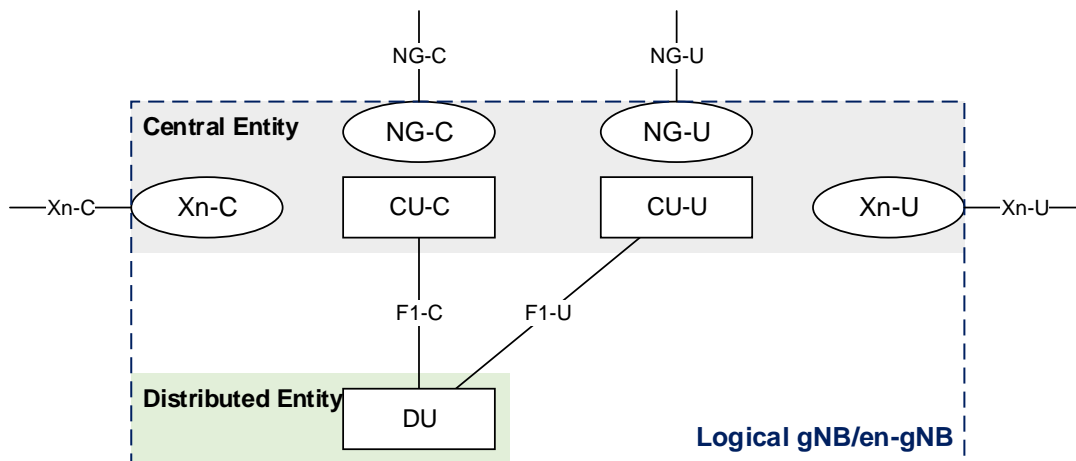 NG-C
NG-U
Central Entity
NG-C
NG-U
Xn-C
Xn-C
CU-C
CU-U
Xn-U
Xn-U
F1-C
F1-U
Distributed Entity
DU
Logical gNB/en-gNB